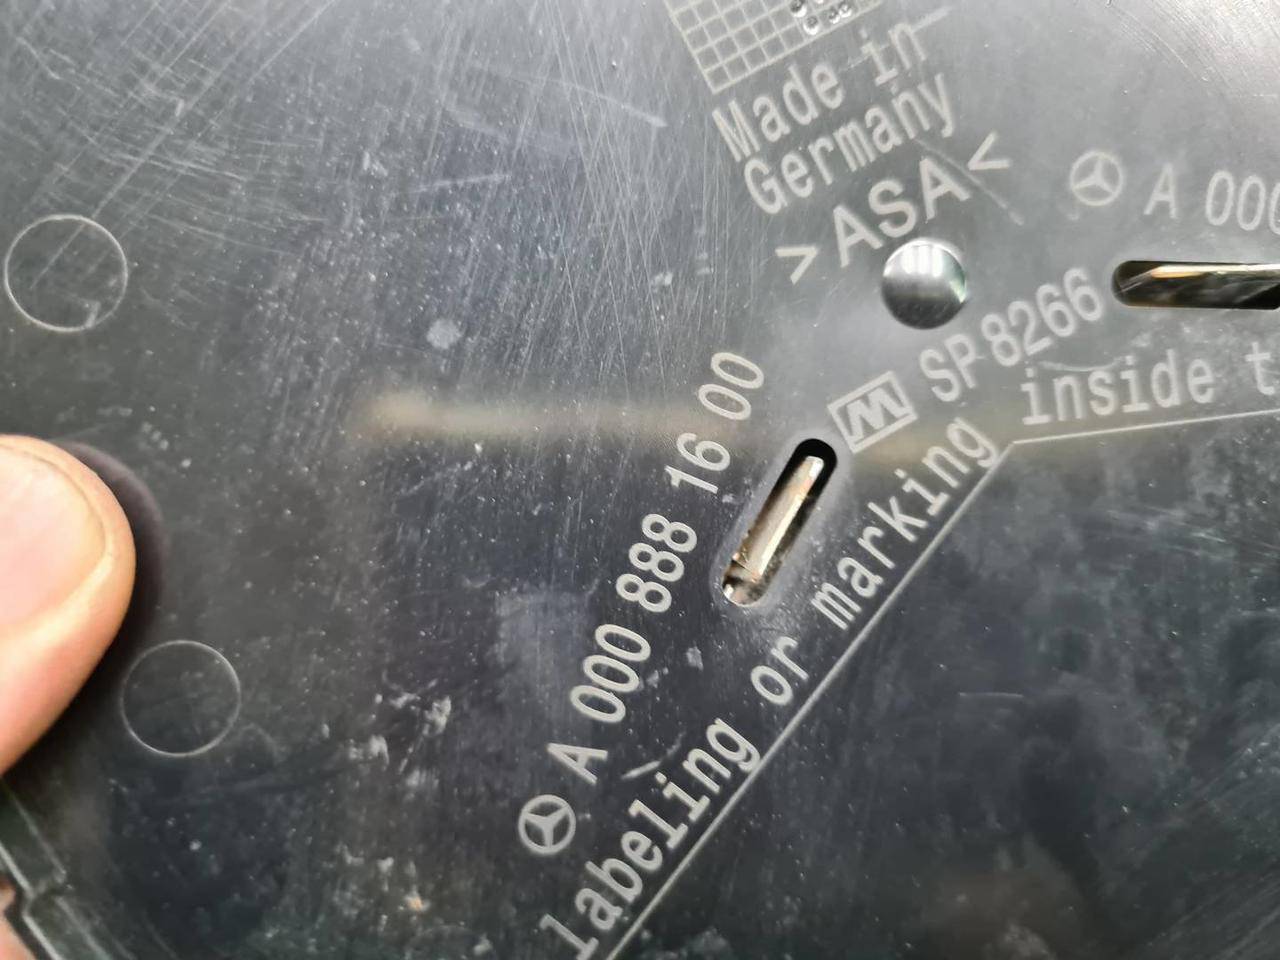 Made in
Germany
>ASA<
A 000
SP 8266
A 000 888 16 00
labeling or marking inside t